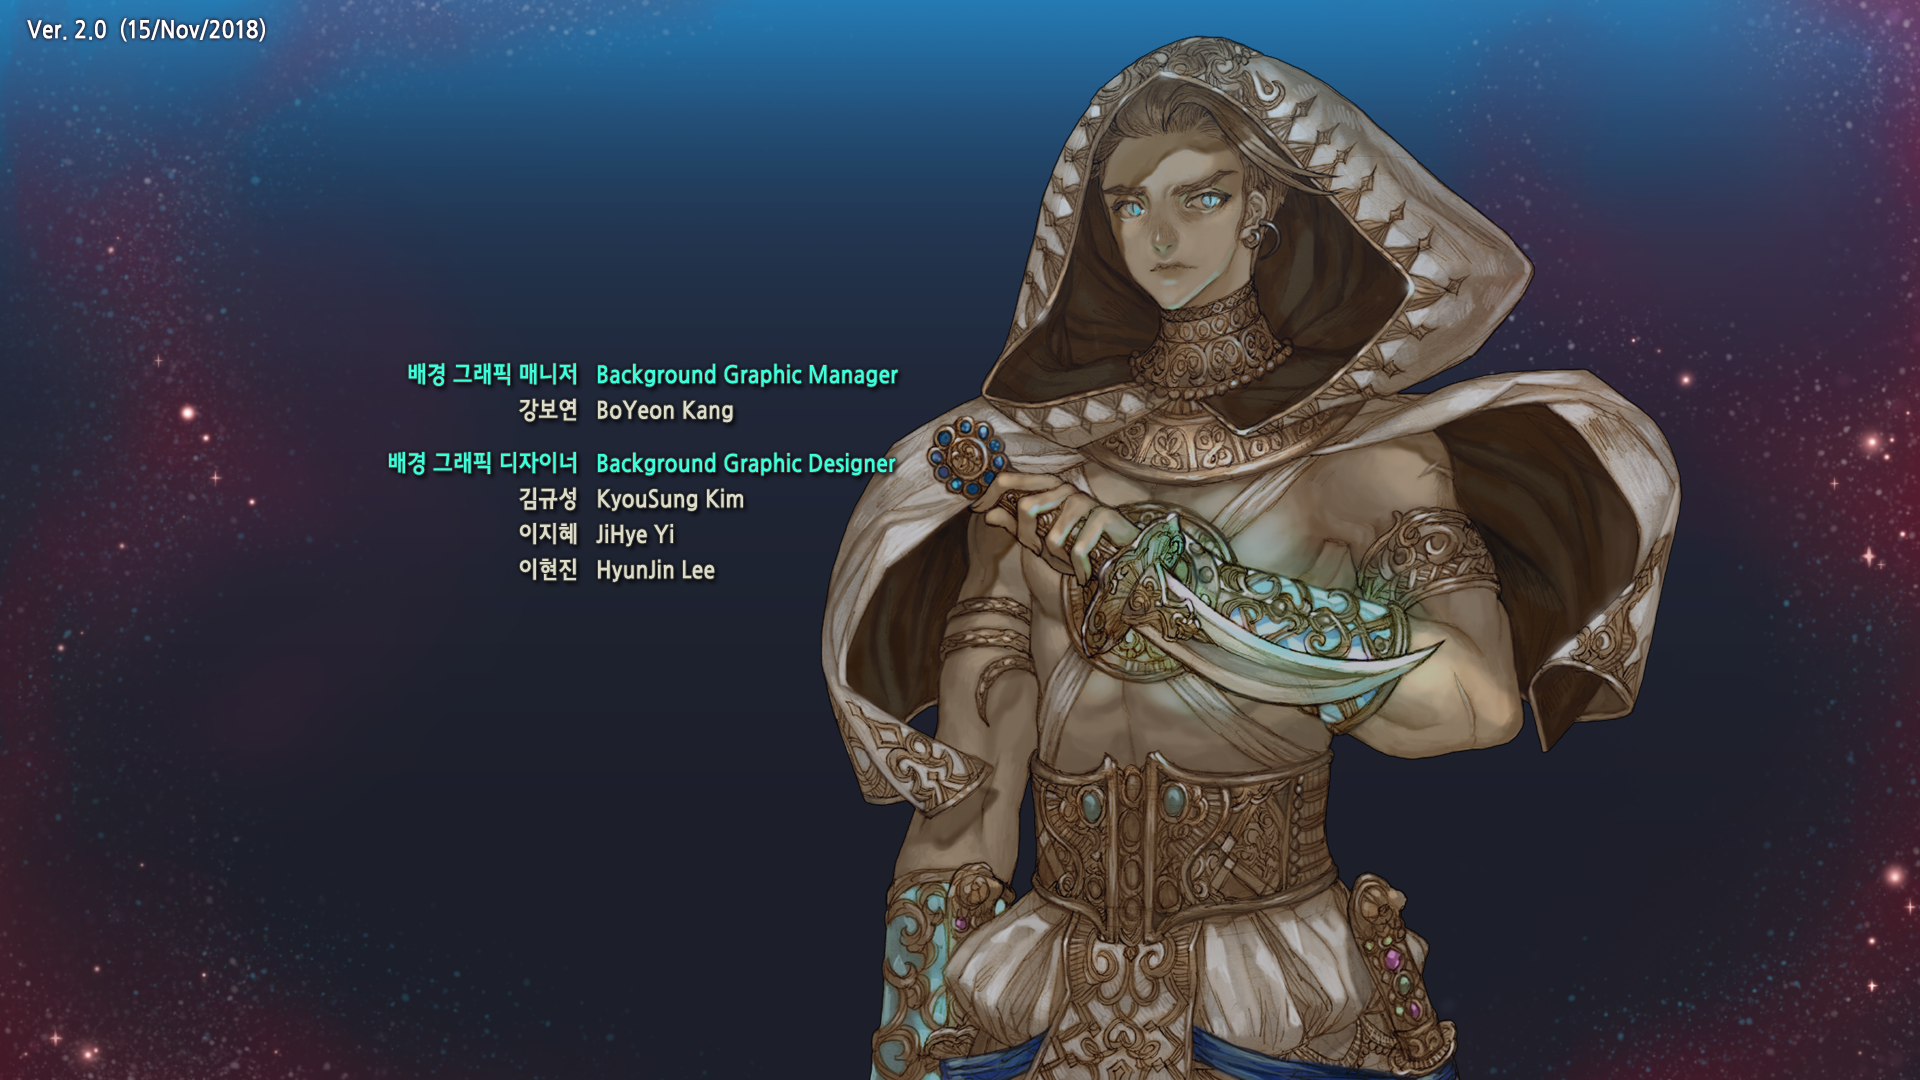 Ver. 2.0 (15/Nov/2018)
배경 그래픽 매니저 Background Graphic Manager
강보연 BoYeon Kang
배경 그래픽 디자이너 Background Graphic Designer
김규성 KyouSung Kim
이지혜 JiHye Yi
이현진 HyunJin Lee